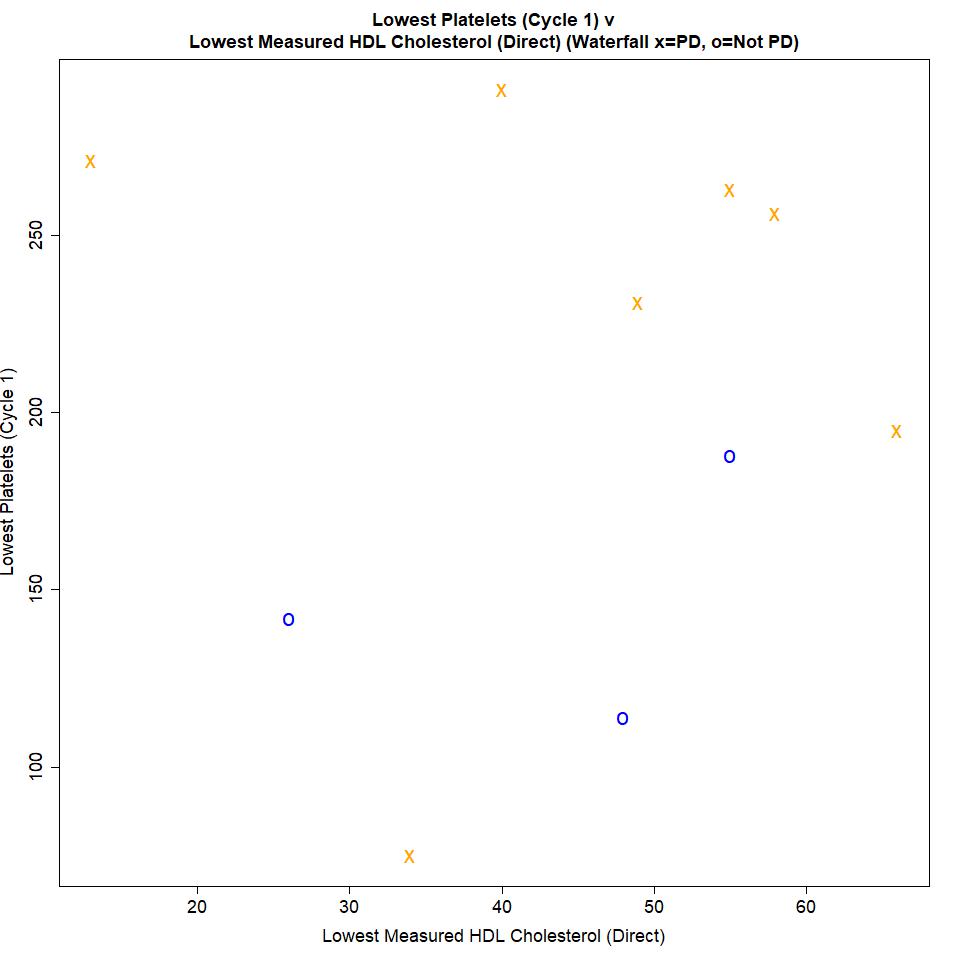 Lowest Platelets (Cycle 1) v
Lowest Measured HDL Cholesterol (Direct) (Waterfall x=PD, o=Not PD)
X
X
X
X
X
X
O
O
O
X
250
200
150
100
Lowest Platelets (Cycle 1)
20 30 40 50 60
Lowest Measured HDL Cholesterol (Direct)